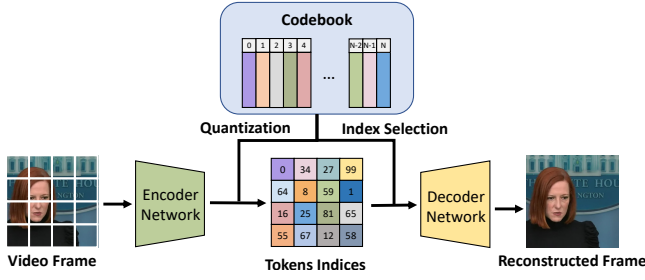 Codebook
0 1 2 3 4 ... N-2 N-1 N
Quantization Index Selection
Encoder
Network
0 34 27 99
64 8 59 1
16 25 81 65
55 67 12 58
Decoder
Network
Video Frame Tokens Indices Reconstructed Frame